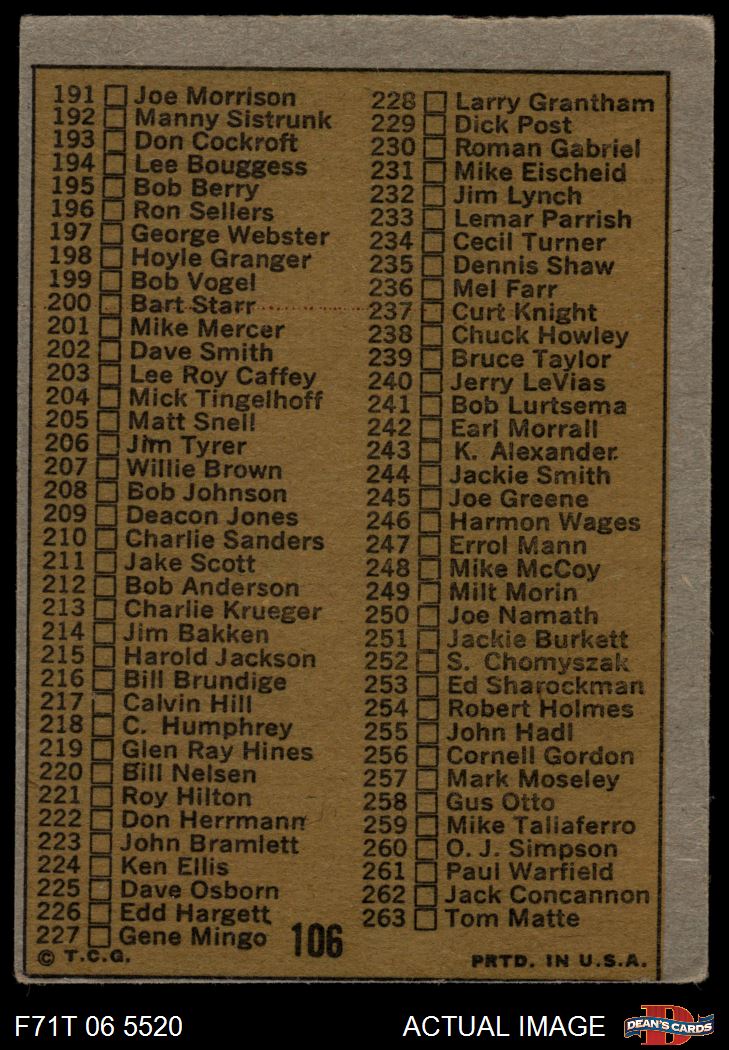 191 Joe Morrison
192 Manny Sistrunk
193 Don Cockroft
194 Lee Bouggess
195 Bob Berry
196 Ron Sellers
197 George Webster
198 Hoyle Granger
199 Bob Vogel
200 Bart Starr
201 Mike Mercer
202 Dave Smith
203 Lee Roy Caffey
204 Mick Tingelhoff
205 Matt Snell
206 Jim Tyrer
207 Willie Brown
208 Bob Johnson
209 Deacon Jones
210 Charlie Sanders
211 Jake Scott
212 Bob Anderson
213 Charlie Krueger
214 Jim Bakken
215 Harold Jackson
216 Bill Brundige
217 Calvin Hill
218 C. Humphrey
219 Glen Ray Hines
220 Bill Nelsen
221 Roy Hilton
222 Don Herrmann
223 John Bramlett
224 Ken Ellis
225 Dave Osborn
226 Edd Hargett
227 Gene Mingo
228 Larry Grantham
229 Dick Post
230 Roman Gabriel
231 Mike Eischeid
232 Jim Lynch
233 Lemar Parrish
234 Cecil Turner
235 Dennis Shaw
236 Mel Farr
237 Curt Knight
238 Chuck Howley
239 Bruce Taylor
240 Jerry LeVias
241 Bob Lurtsema
242 Earl Morrall
243 K. Alexander
244 Jackie Smith
245 Joe Greene
246 Harmon Wages
247 Errol Mann
248 Mike McCoy
249 Milt Morin
250 Joe Namath
251 Jackie Burkett
252 S. Chomyszak
253 Ed Sharockman
254 Robert Holmes
255 John Hadl
256 Cornell Gordon
257 Mark Moseley
258 Gus Otto
259 Mike Taliaferro
260 O. J. Simpson
261 Paul Warfield
262 Jack Concannon
263 Tom Matte
© T.C.G. 106 PRTD. IN U.S.A.
F71T 06 5520 ACTUAL IMAGE DEAN'S CARDS